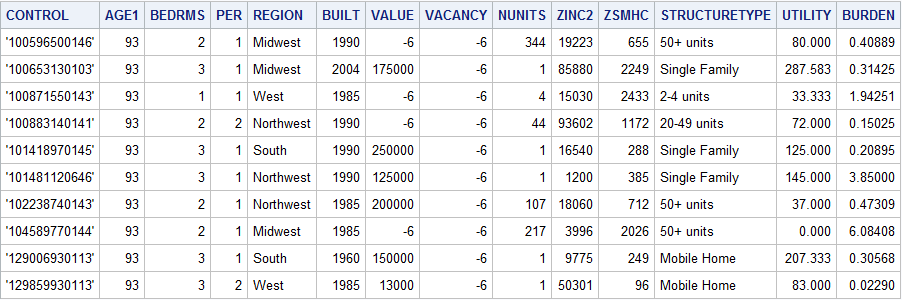 CONTROL AGE1 BEDRMS PER REGION BUILT VALUE VACANCY NUNITS ZINC2 ZSMHC STRUCTURETYPE UTILITY BURDEN
'100596500146' 93 2 1 Midwest 1990 -6 -6 344 19223 655 50+ units 80.000 0.40889
'100653130103' 93 3 1 Midwest 2004 175000 -6 1 85880 2249 Single Family 287.583 0.31425
'100871550143' 93 1 1 West 1985 -6 -6 4 15030 2433 2-4 units 33.333 1.94251
'100883140141' 93 2 2 Northwest 1990 -6 -6 44 93602 1172 20-49 units 72.000 0.15025
'101418970145' 93 3 1 South 1990 250000 -6 1 16540 288 Single Family 125.000 0.20895
'101481120646' 93 3 1 Northwest 1990 125000 -6 1 1200 385 Single Family 145.000 3.85000
'102238740143' 93 2 1 Northwest 1985 200000 -6 107 18060 712 50+ units 37.000 0.47309
'104589770144' 93 2 1 Midwest 1985 -6 -6 217 3996 2026 50+ units 0.000 6.08408
'129006930113' 93 3 1 South 1960 150000 -6 1 9775 249 Mobile Home 207.333 0.30568
'129859930113' 93 3 2 West 1985 13000 -6 1 50301 96 Mobile Home 83.000 0.02290